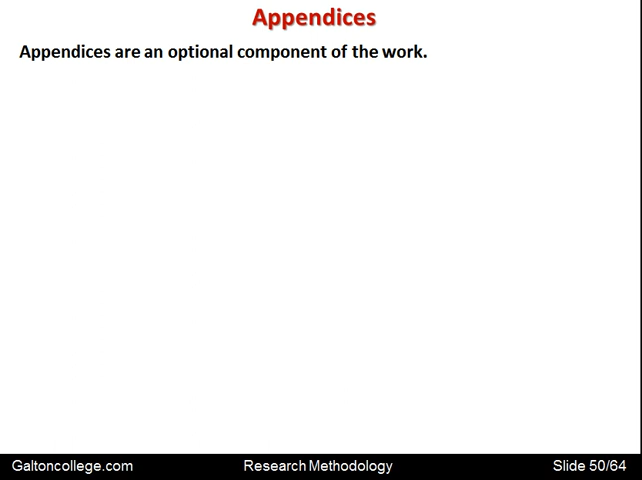 Appendices
Appendices are an optional component of the work.
Galtoncollege.com
Research Methodology
Slide 50/64